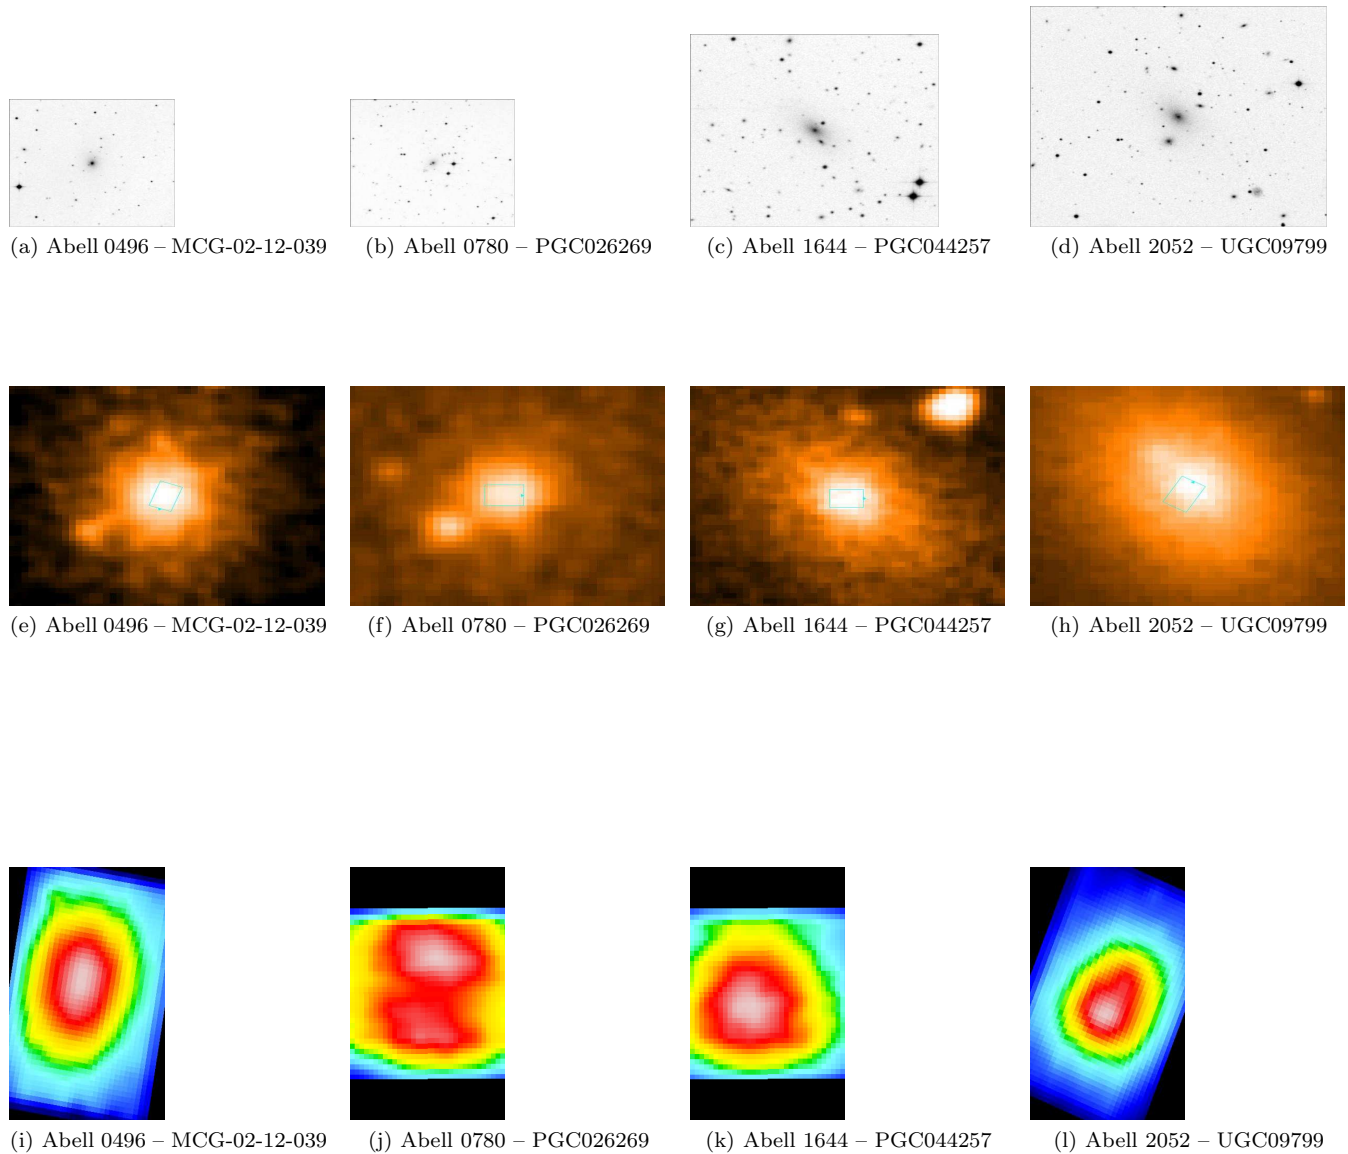 (a) Abell 0496 – MCG-02-12-039
(b) Abell 0780 – PGC026269
(c) Abell 1644 – PGC044257
(d) Abell 2052 – UGC09799
(e) Abell 0496 – MCG-02-12-039
(f) Abell 0780 – PGC026269
(g) Abell 1644 – PGC044257
(h) Abell 2052 – UGC09799
(i) Abell 0496 – MCG-02-12-039
(j) Abell 0780 – PGC026269
(k) Abell 1644 – PGC044257
(l) Abell 2052 – UGC09799